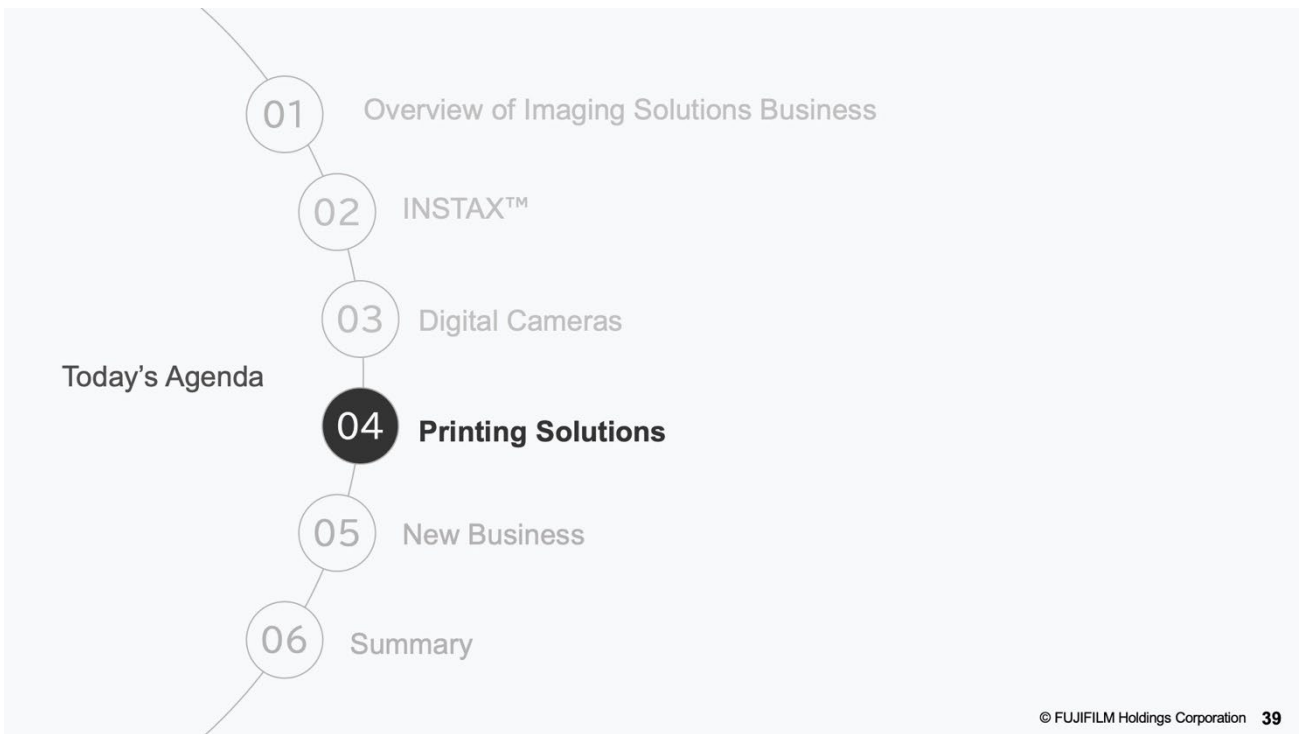 01 Overview of Imaging Solutions Business
02 INSTAX™
03 Digital Cameras
Today’s Agenda
04 Printing Solutions
05 New Business
06 Summary
© FUJIFILM Holdings Corporation 39